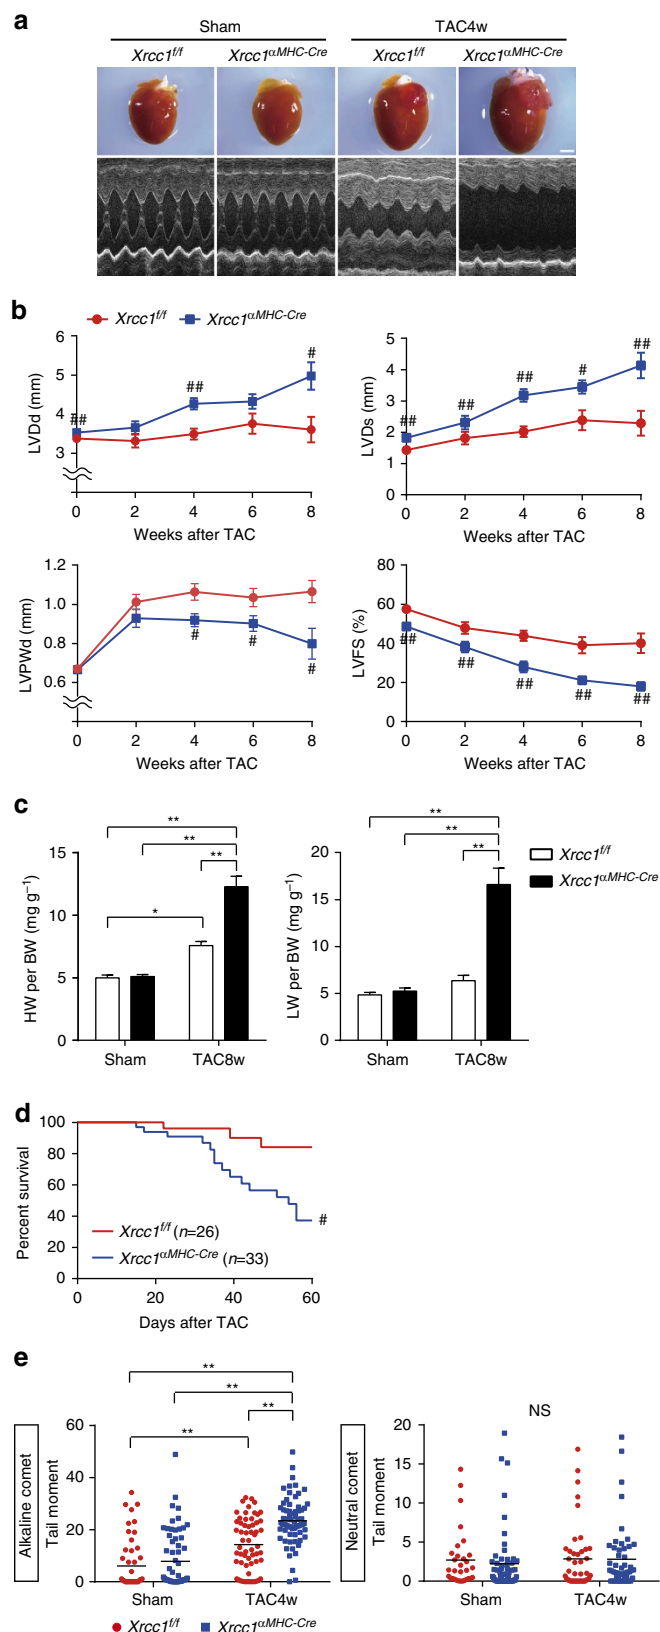 a
Sham TAC4w
Xrcc1f/f Xrcc1αMHC-Cre Xrcc1f/f Xrcc1αMHC-Cre
b
Xrcc1f/f Xrcc1αMHC-Cre
LVDd (mm)
6
5
4
3
## ## #
0 2 4 6 8
Weeks after TAC
LVDs (mm)
5
4
3
2
1
0
## ## ## # ##
0 2 4 6 8
Weeks after TAC
LVPWd (mm)
1.2
1.0
0.8
0.6
# # #
0 2 4 6 8
Weeks after TAC
LVFS (%)
80
60
40
20
0
## ## ## ## ##
0 2 4 6 8
Weeks after TAC
c
HW per BW (mg g−1)
15
10
5
0
**
**
**
*
Sham TAC8w
LW per BW (mg g−1)
20
15
10
5
0
**
**
**
Sham TAC8w
Xrcc1f/f
Xrcc1αMHC-Cre
d
Percent survival
100
80
60
40
20
0
Xrcc1f/f (n=26)
Xrcc1αMHC-Cre (n=33)
#
0 20 40 60
Days after TAC
e
Alkaline comet
Tail moment
60
40
20
0
**
**
**
**
Sham TAC4w
Neutral comet
Tail moment
20
15
10
5
0
NS
Sham TAC4w
Xrcc1f/f Xrcc1αMHC-Cre